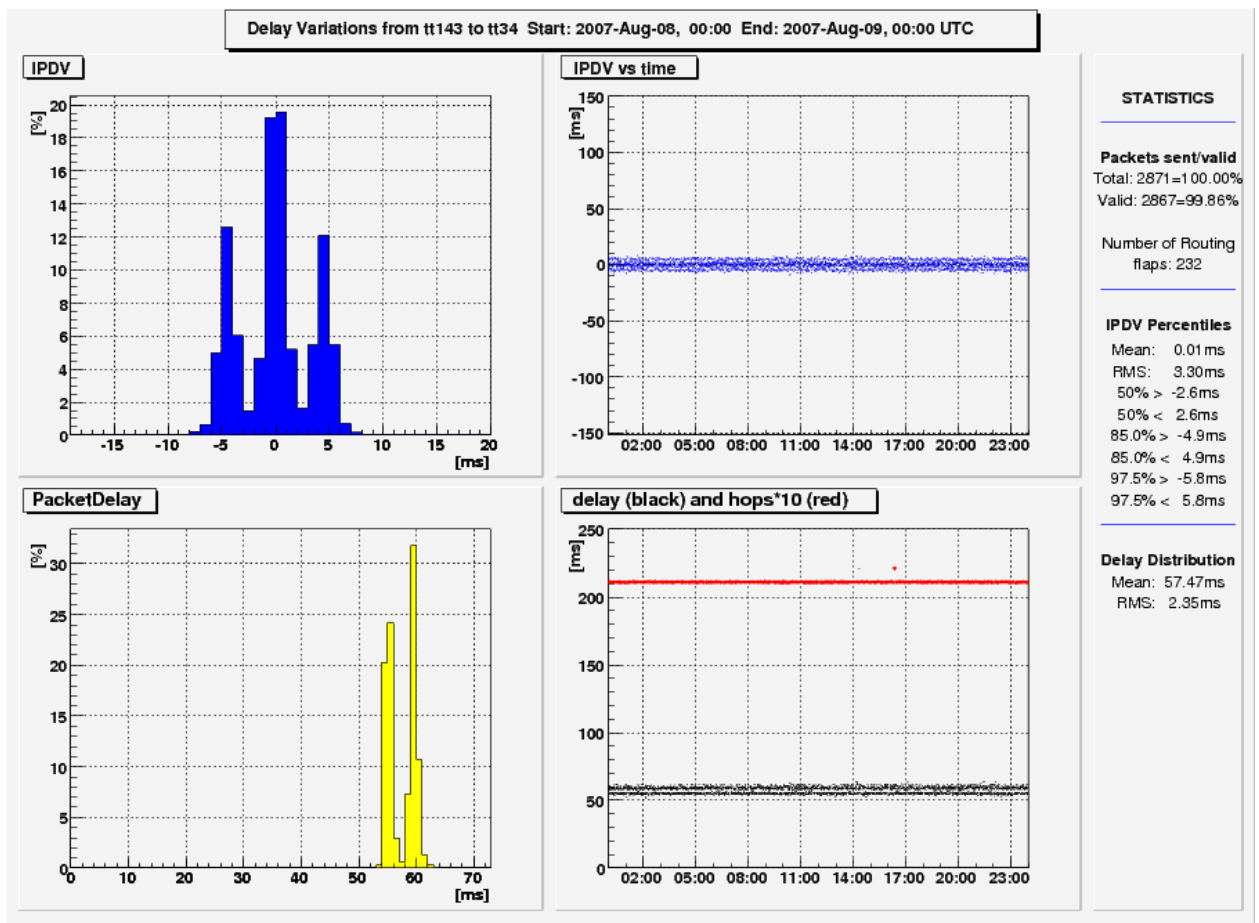 Delay Variations from tt143 to tt34 Start: 2007-Aug-08, 00:00 End: 2007-Aug-09, 00:00 UTC
IPDV
[%]
20
18
16
14
12
10
8
6
4
2
0
-15 -10 -5 0 5 10 15 20
[ms]
IPDV vs time
[ms]
150
100
50
0
-50
-100
-150
02:00 05:00 08:00 11:00 14:00 17:00 20:00 23:00
PacketDelay
[%]
30
25
20
15
10
5
0
0 10 20 30 40 50 60 70
[ms]
delay (black) and hops*10 (red)
[ms]
250
200
150
100
50
0
02:00 05:00 08:00 11:00 14:00 17:00 20:00 23:00
STATISTICS
Packets sent/valid
Total: 2871=100.00%
Valid: 2867=99.86%
Number of Routing
flaps: 232
IPDV Percentiles
Mean: 0.01ms
RMS: 3.30ms
50% > -2.6ms
50% < 2.6ms
85.0% > -4.9ms
85.0% < 4.9ms
97.5% > -5.8ms
97.5% < 5.8ms
Delay Distribution
Mean: 57.47ms
RMS: 2.35ms